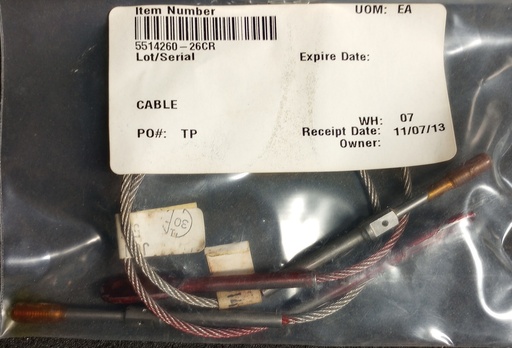 Item Number UOM: EA
5514260-26CR
Lot/Serial Expire Date:
CABLE
WH: 07
PO#: TP Receipt Date: 11/07/13
Owner:
30